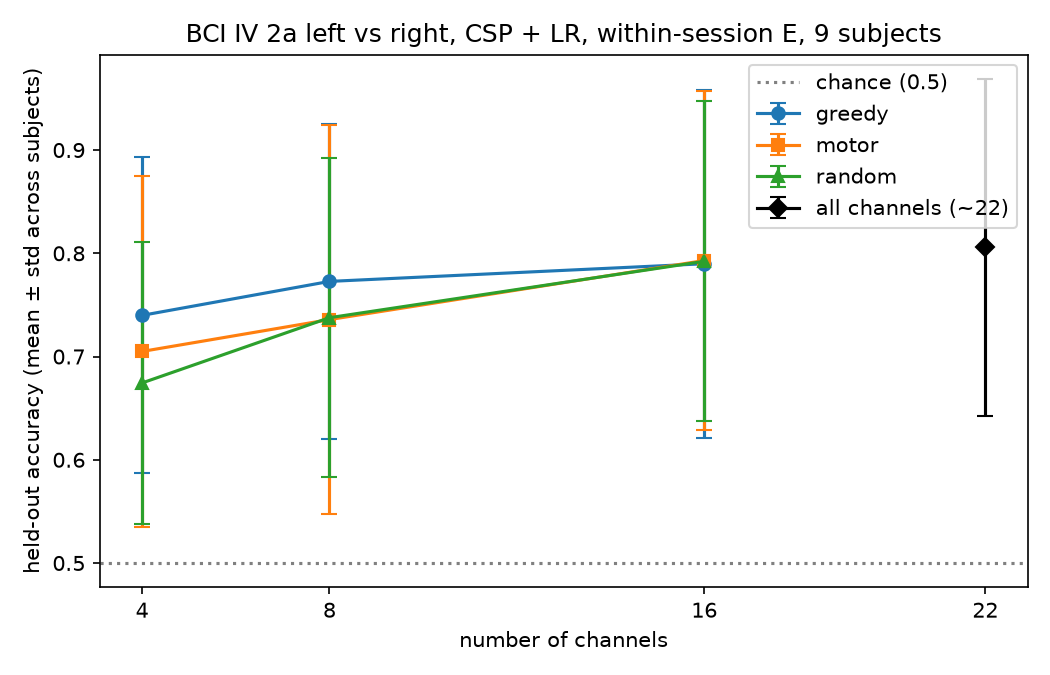 BCI IV 2a left vs right, CSP + LR, within-session E, 9 subjects
held-out accuracy (mean ± std across subjects)
0.9
0.8
0.7
0.6
0.5
chance (0.5)
greedy
motor
random
all channels (~22)
4
8
16
22
number of channels